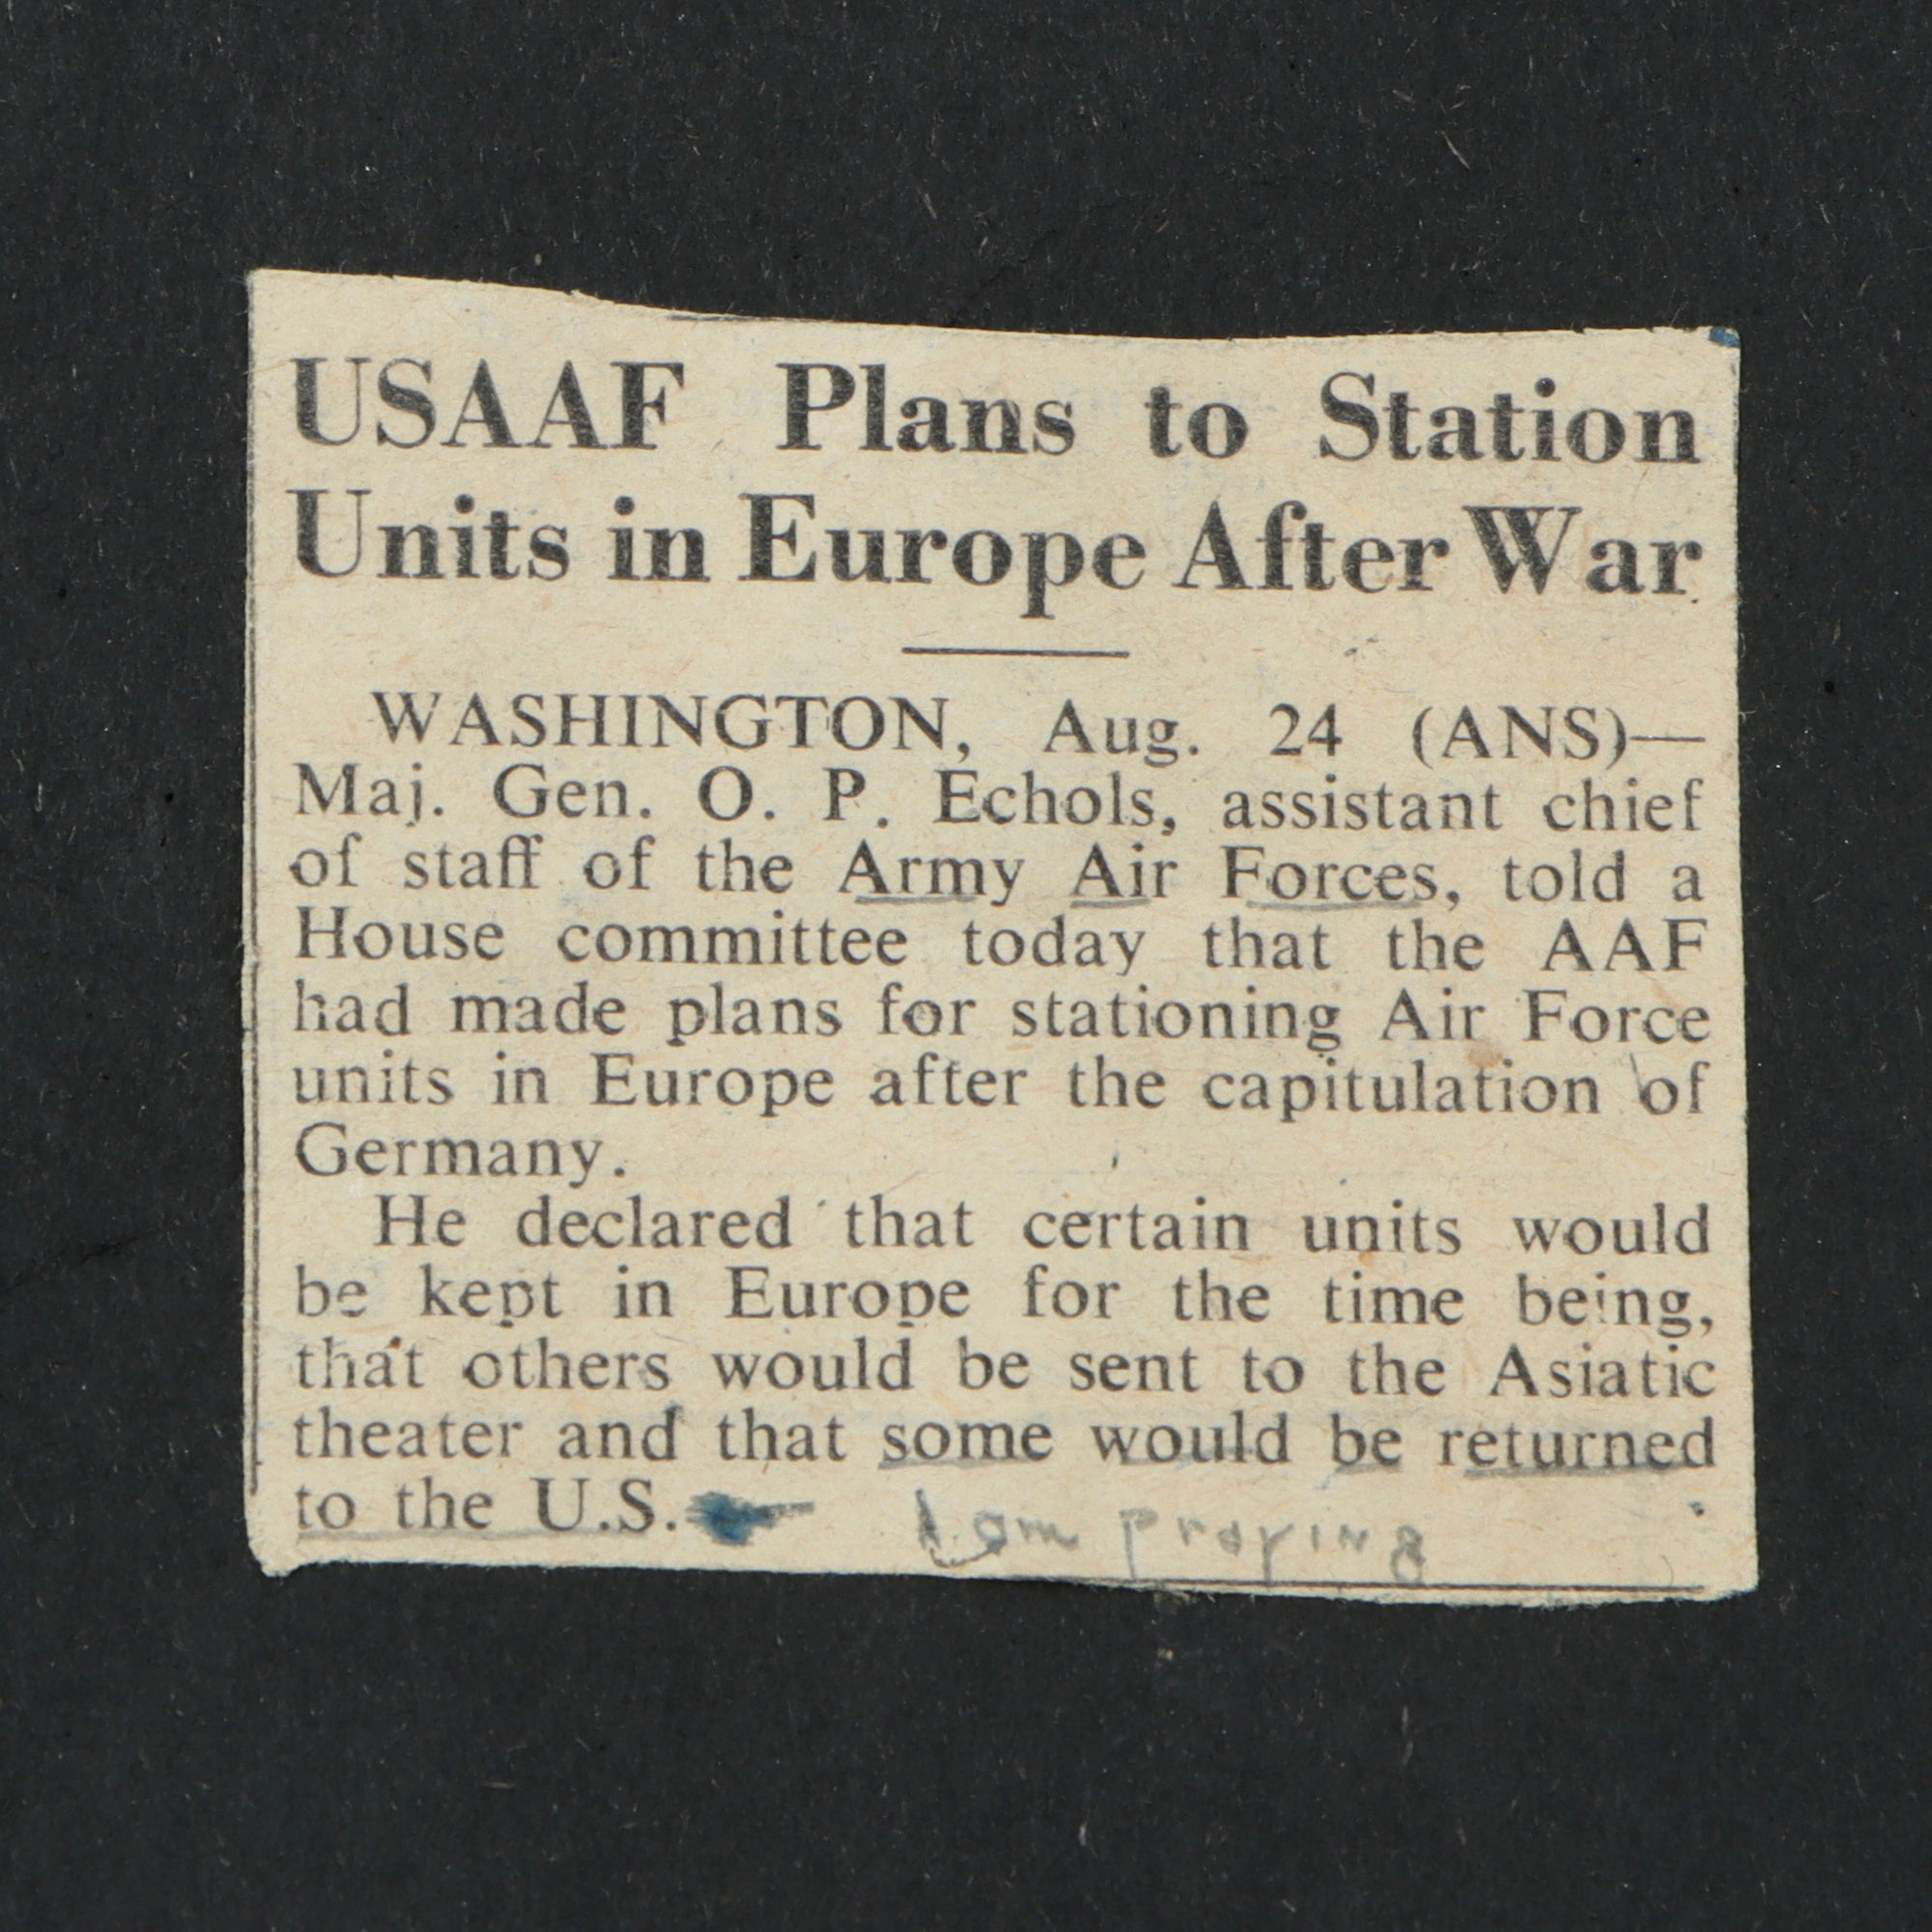 USAAF Plans to Station
Units in Europe After War
WASHINGTON, Aug. 24 (ANS)—
Maj. Gen. O. P. Echols, assistant chief
of staff of the Army Air Forces, told a
House committee today that the AAF
had made plans for stationing Air Force
units in Europe after the capitulation of
Germany.
He declared that certain units would
be kept in Europe for the time being,
that others would be sent to the Asiatic
theater and that some would be returned
to the U.S. I am praying